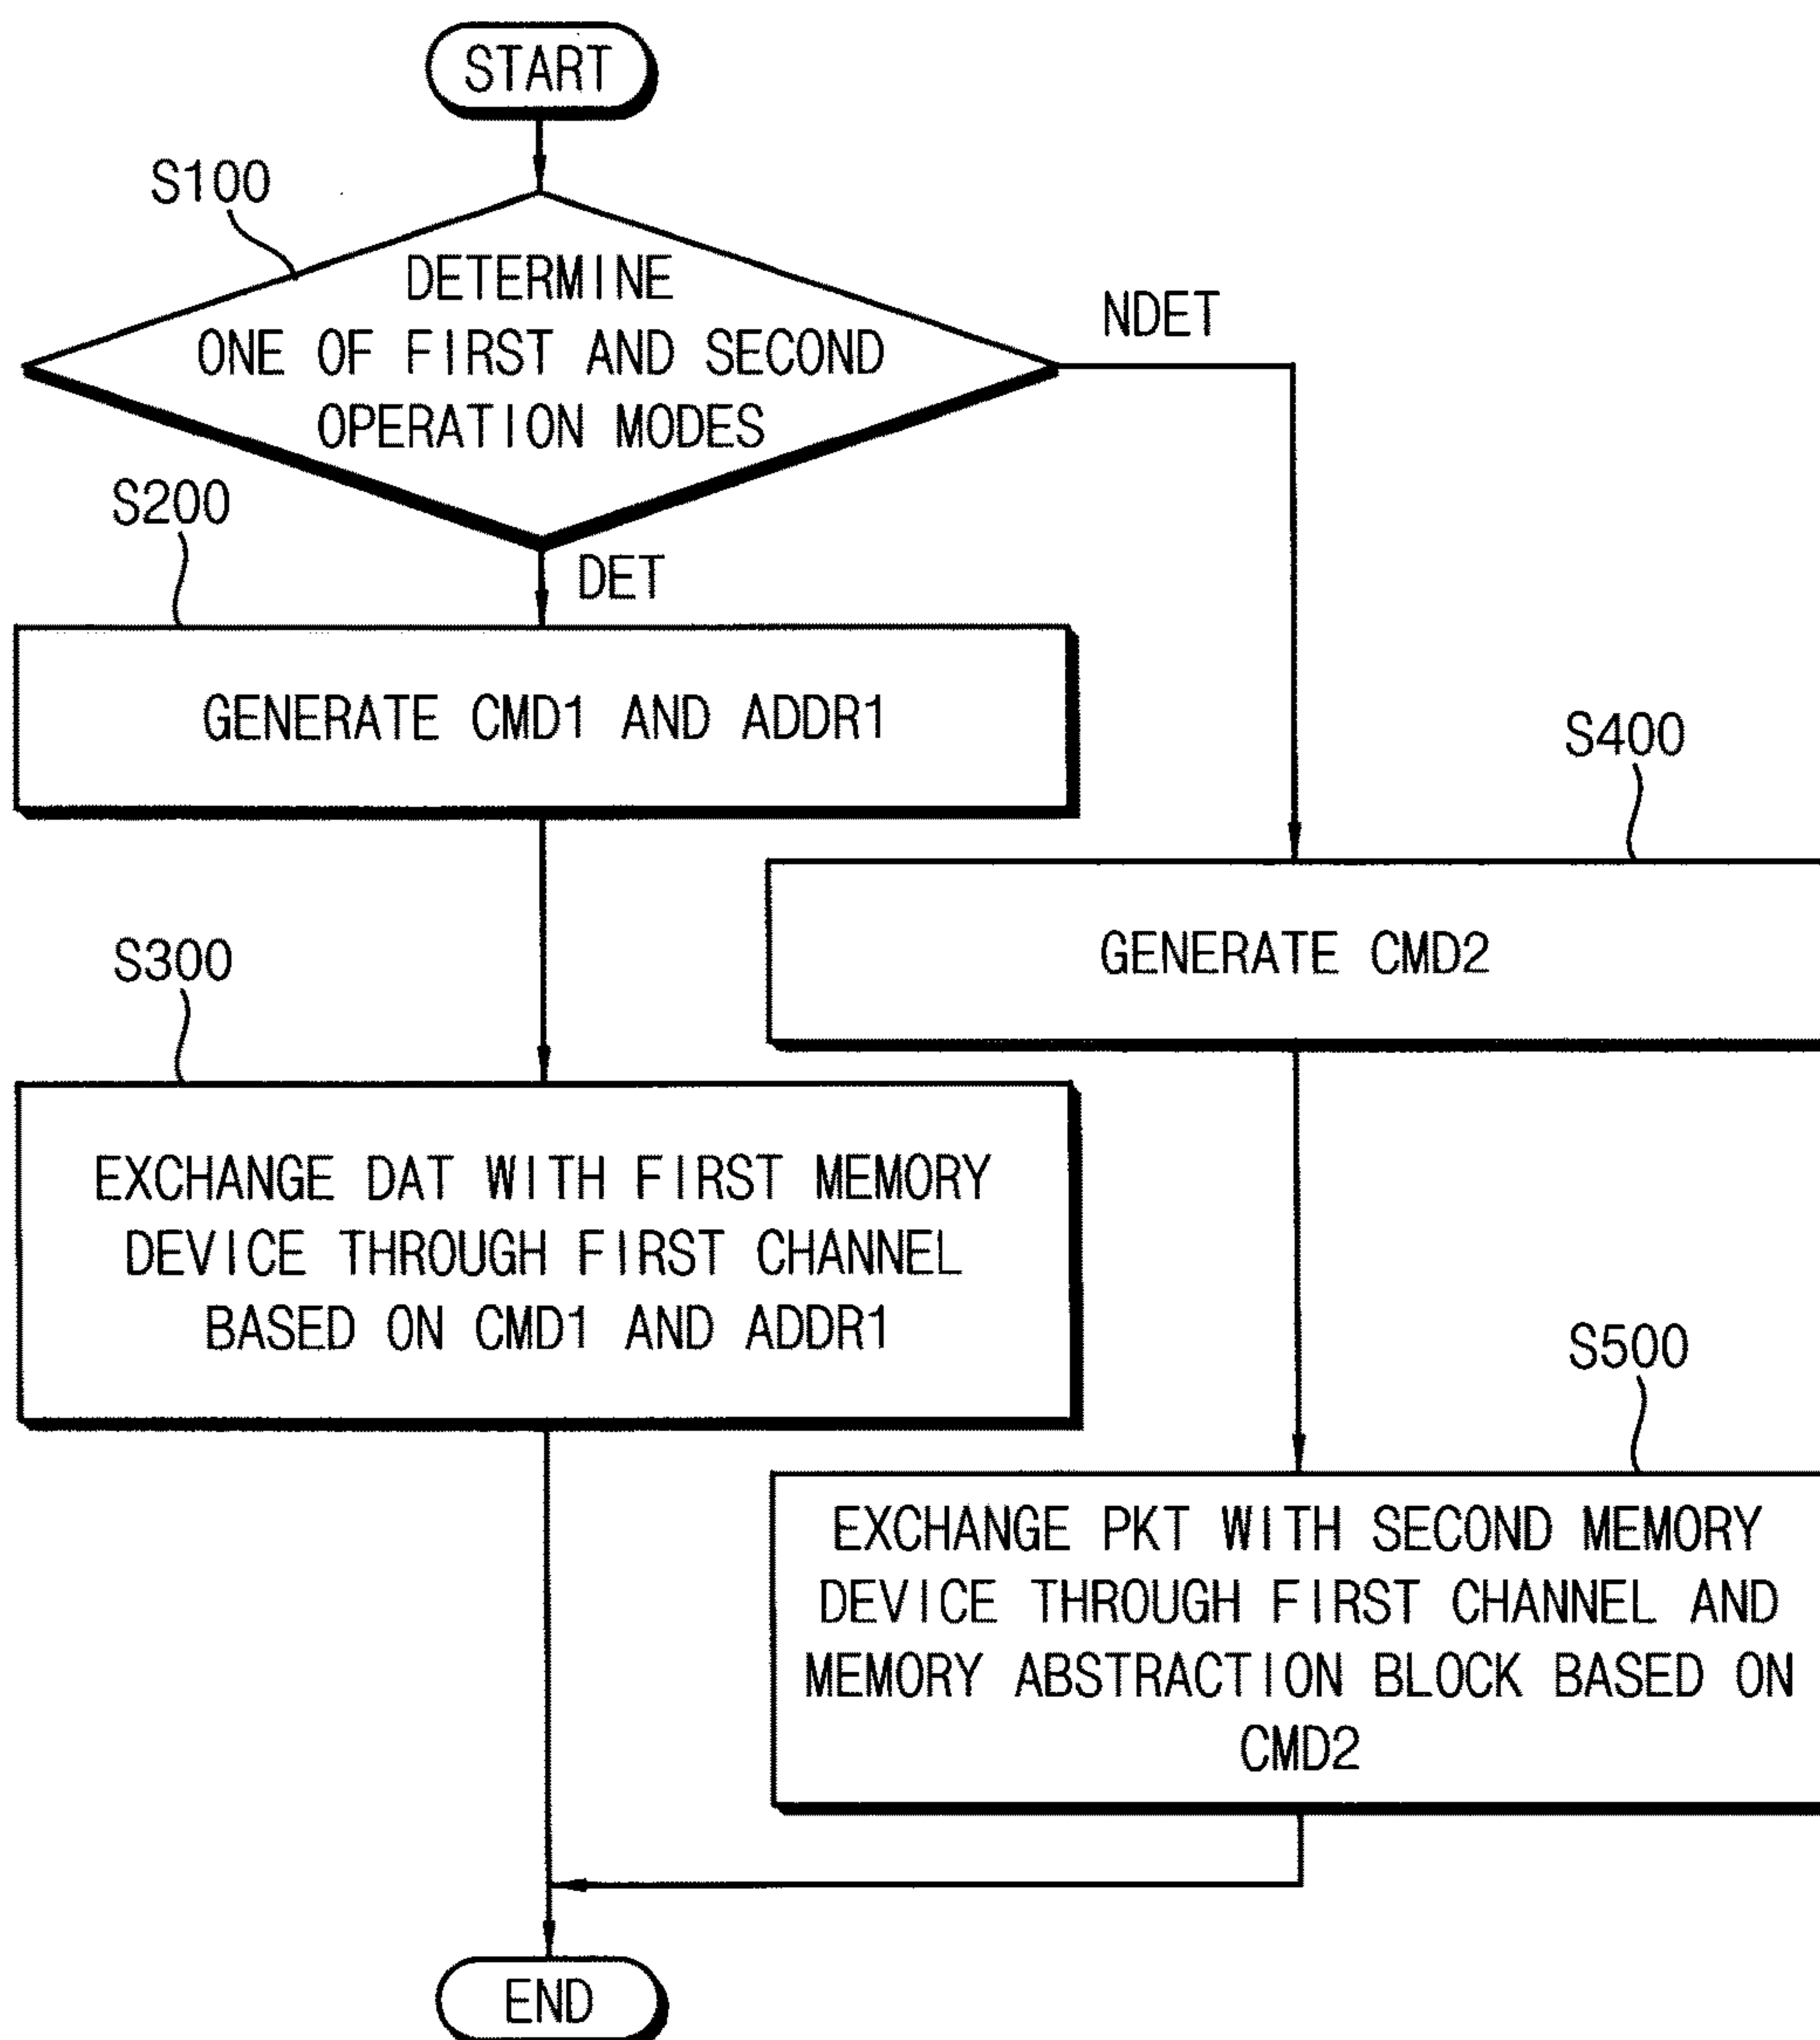 START
S100
DETERMINE
ONE OF FIRST AND SECOND
OPERATION MODES
NDET
S200
DET
GENERATE CMD1 AND ADDR1
S400
GENERATE CMD2
S300
EXCHANGE DAT WITH FIRST MEMORY
DEVICE THROUGH FIRST CHANNEL
BASED ON CMD1 AND ADDR1
S500
EXCHANGE PKT WITH SECOND MEMORY
DEVICE THROUGH FIRST CHANNEL AND
MEMORY ABSTRACTION BLOCK BASED ON
CMD2
END